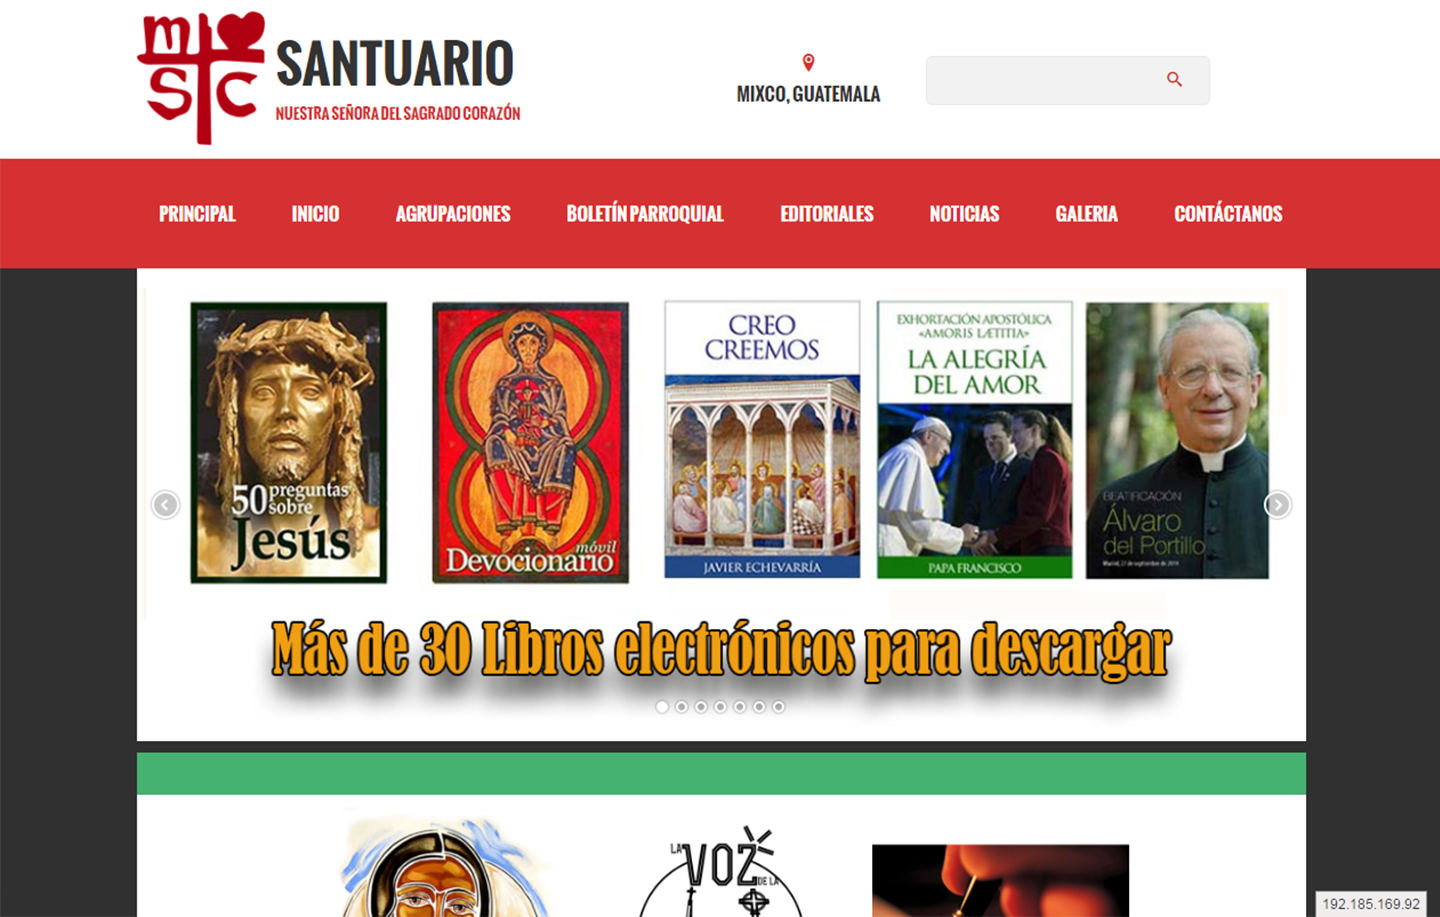 m
SC
SANTUARIO
NUESTRA SEÑORA DEL SAGRADO CORAZÓN
MIXCO, GUATEMALA
PRINCIPAL
INICIO
AGRUPACIONES
BOLETÍN PARROQUIAL
EDITORIALES
NOTICIAS
GALERIA
CONTÁCTANOS
50 preguntas
sobre
Jesús
móvil
Devocionario
CREO
CREEMOS
JAVIER ECHEVARRÍA
EXHORTACIÓN APOSTÓLICA
«AMORIS LÆTITIA»
LA ALEGRÍA
DEL AMOR
PAPA FRANCISCO
BEATIFICACIÓN
Álvaro
del Portillo
Madrid, 27 de septiembre de 2014
Más de 30 Libros electrónicos para descargar
LA VOZ DE LA
192.185.169.92